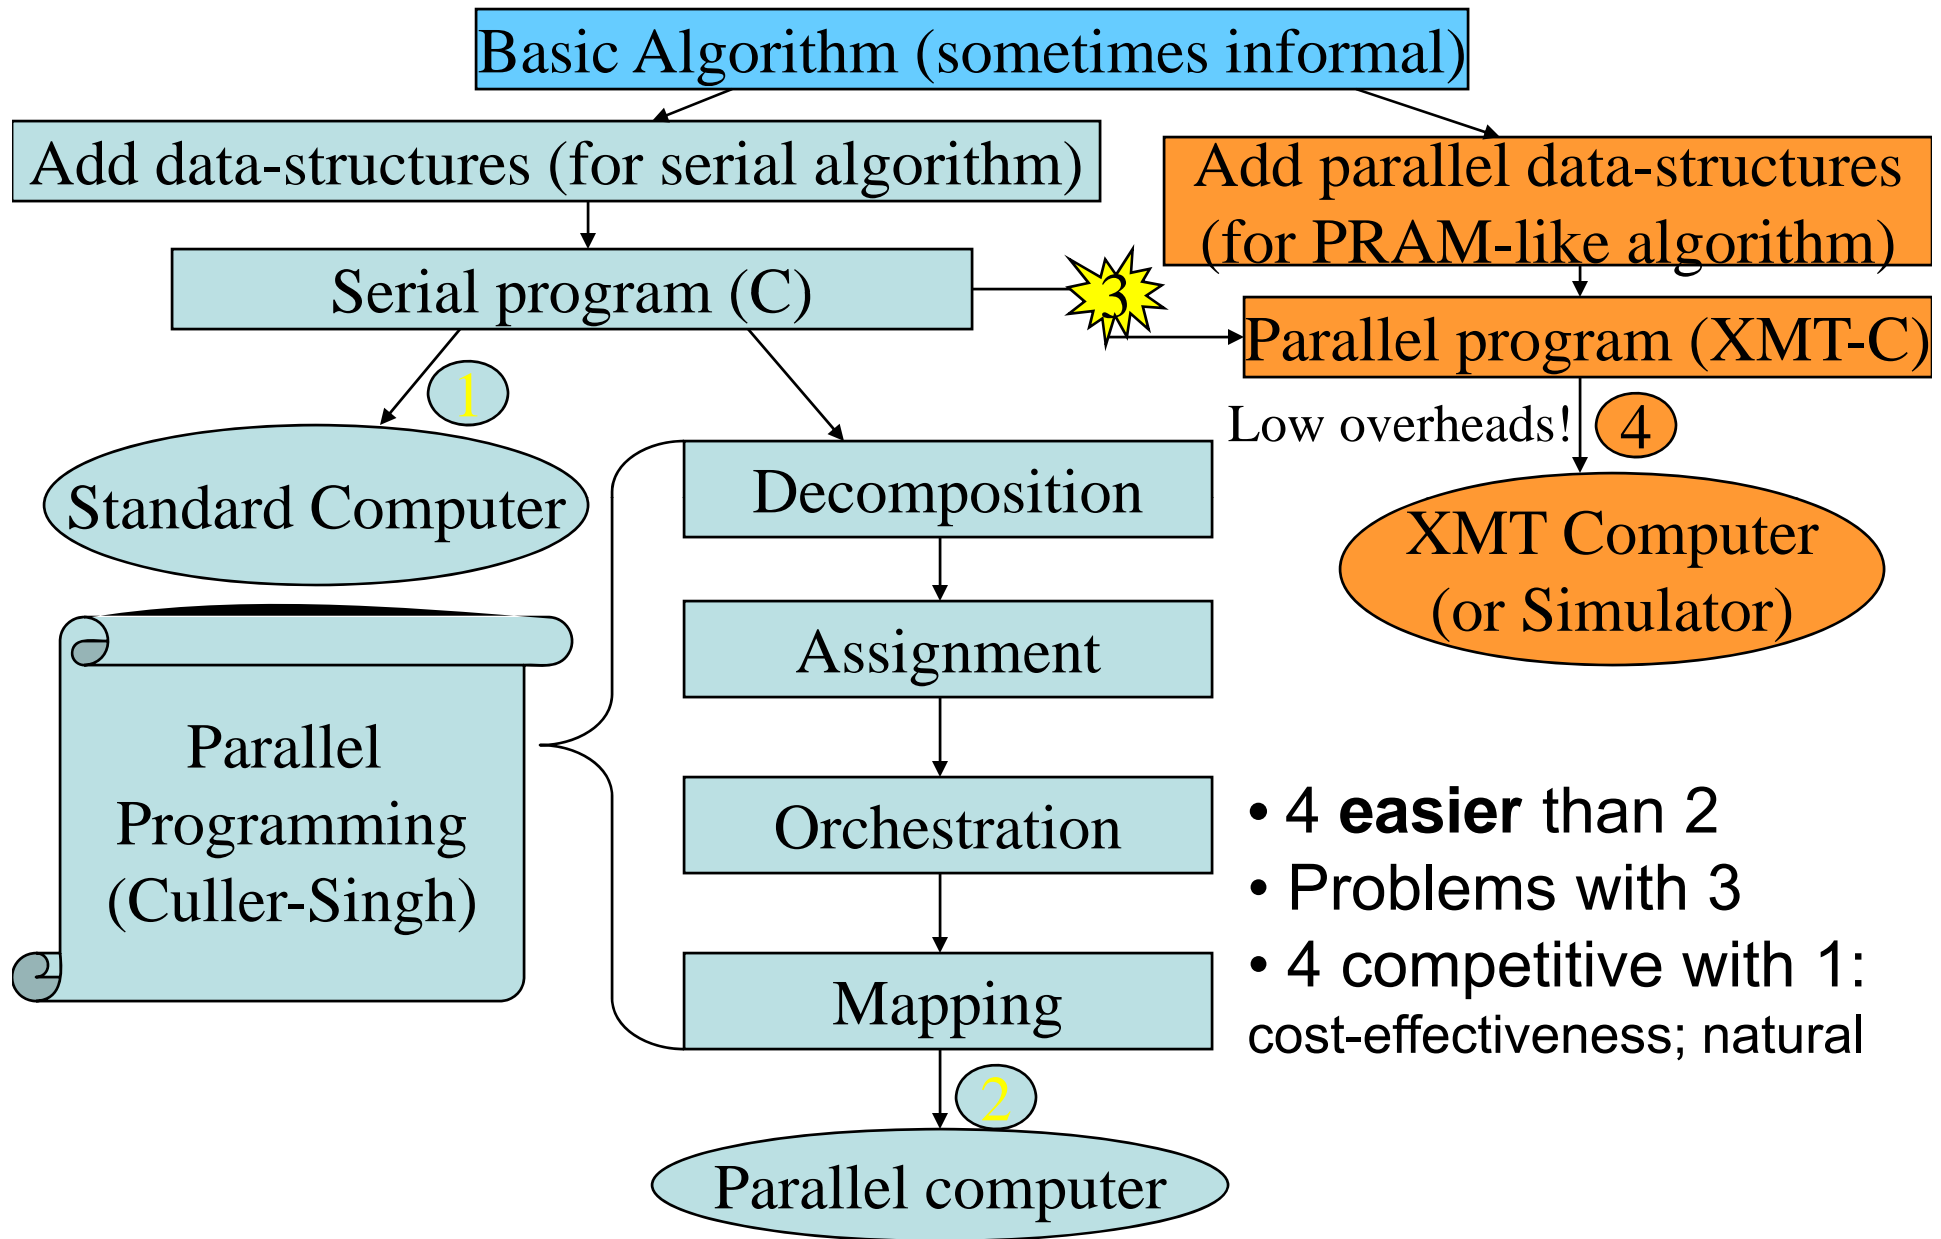 Basic Algorithm (sometimes informal)
Add data-structures (for serial algorithm)
Add parallel data-structures
(for PRAM-like algorithm)
Serial program (C)
3
Parallel program (XMT-C)
1
Low overheads!
4
Standard Computer
Decomposition
XMT Computer
(or Simulator)
Assignment
Parallel
Programming
(Culler-Singh)
Orchestration
Mapping
• 4 easier than 2
• Problems with 3
• 4 competitive with 1:
cost-effectiveness; natural
2
Parallel computer